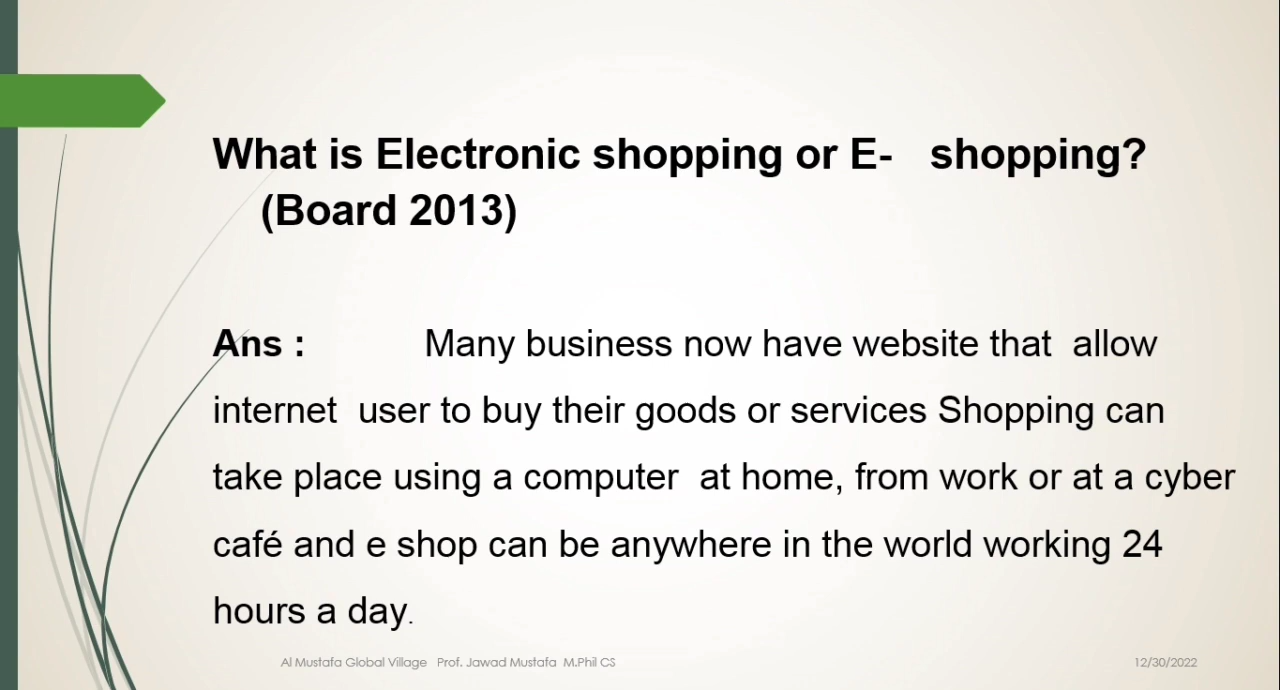 What is Electronic shopping or E- shopping?
(Board 2013)
Ans : Many business now have website that allow
internet user to buy their goods or services Shopping can
take place using a computer at home, from work or at a cyber
café and e shop can be anywhere in the world working 24
hours a day.
Al Mustafa Global Village Prof. Jawad Mustafa M.Phil CS 12/30/2022